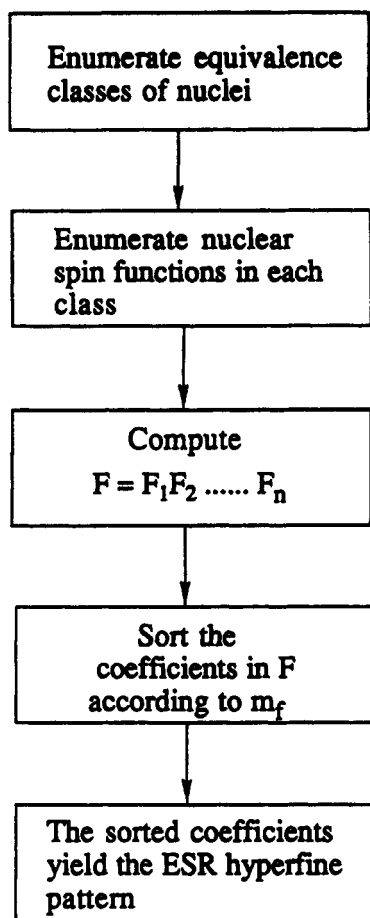 Enumerate equivalence
classes of nuclei
Enumerate nuclear
spin functions in each
class
Compute
F = F₁F₂ ...... Fₙ
Sort the
coefficients in F
according to m_f
The sorted coefficients
yield the ESR hyperfine
pattern